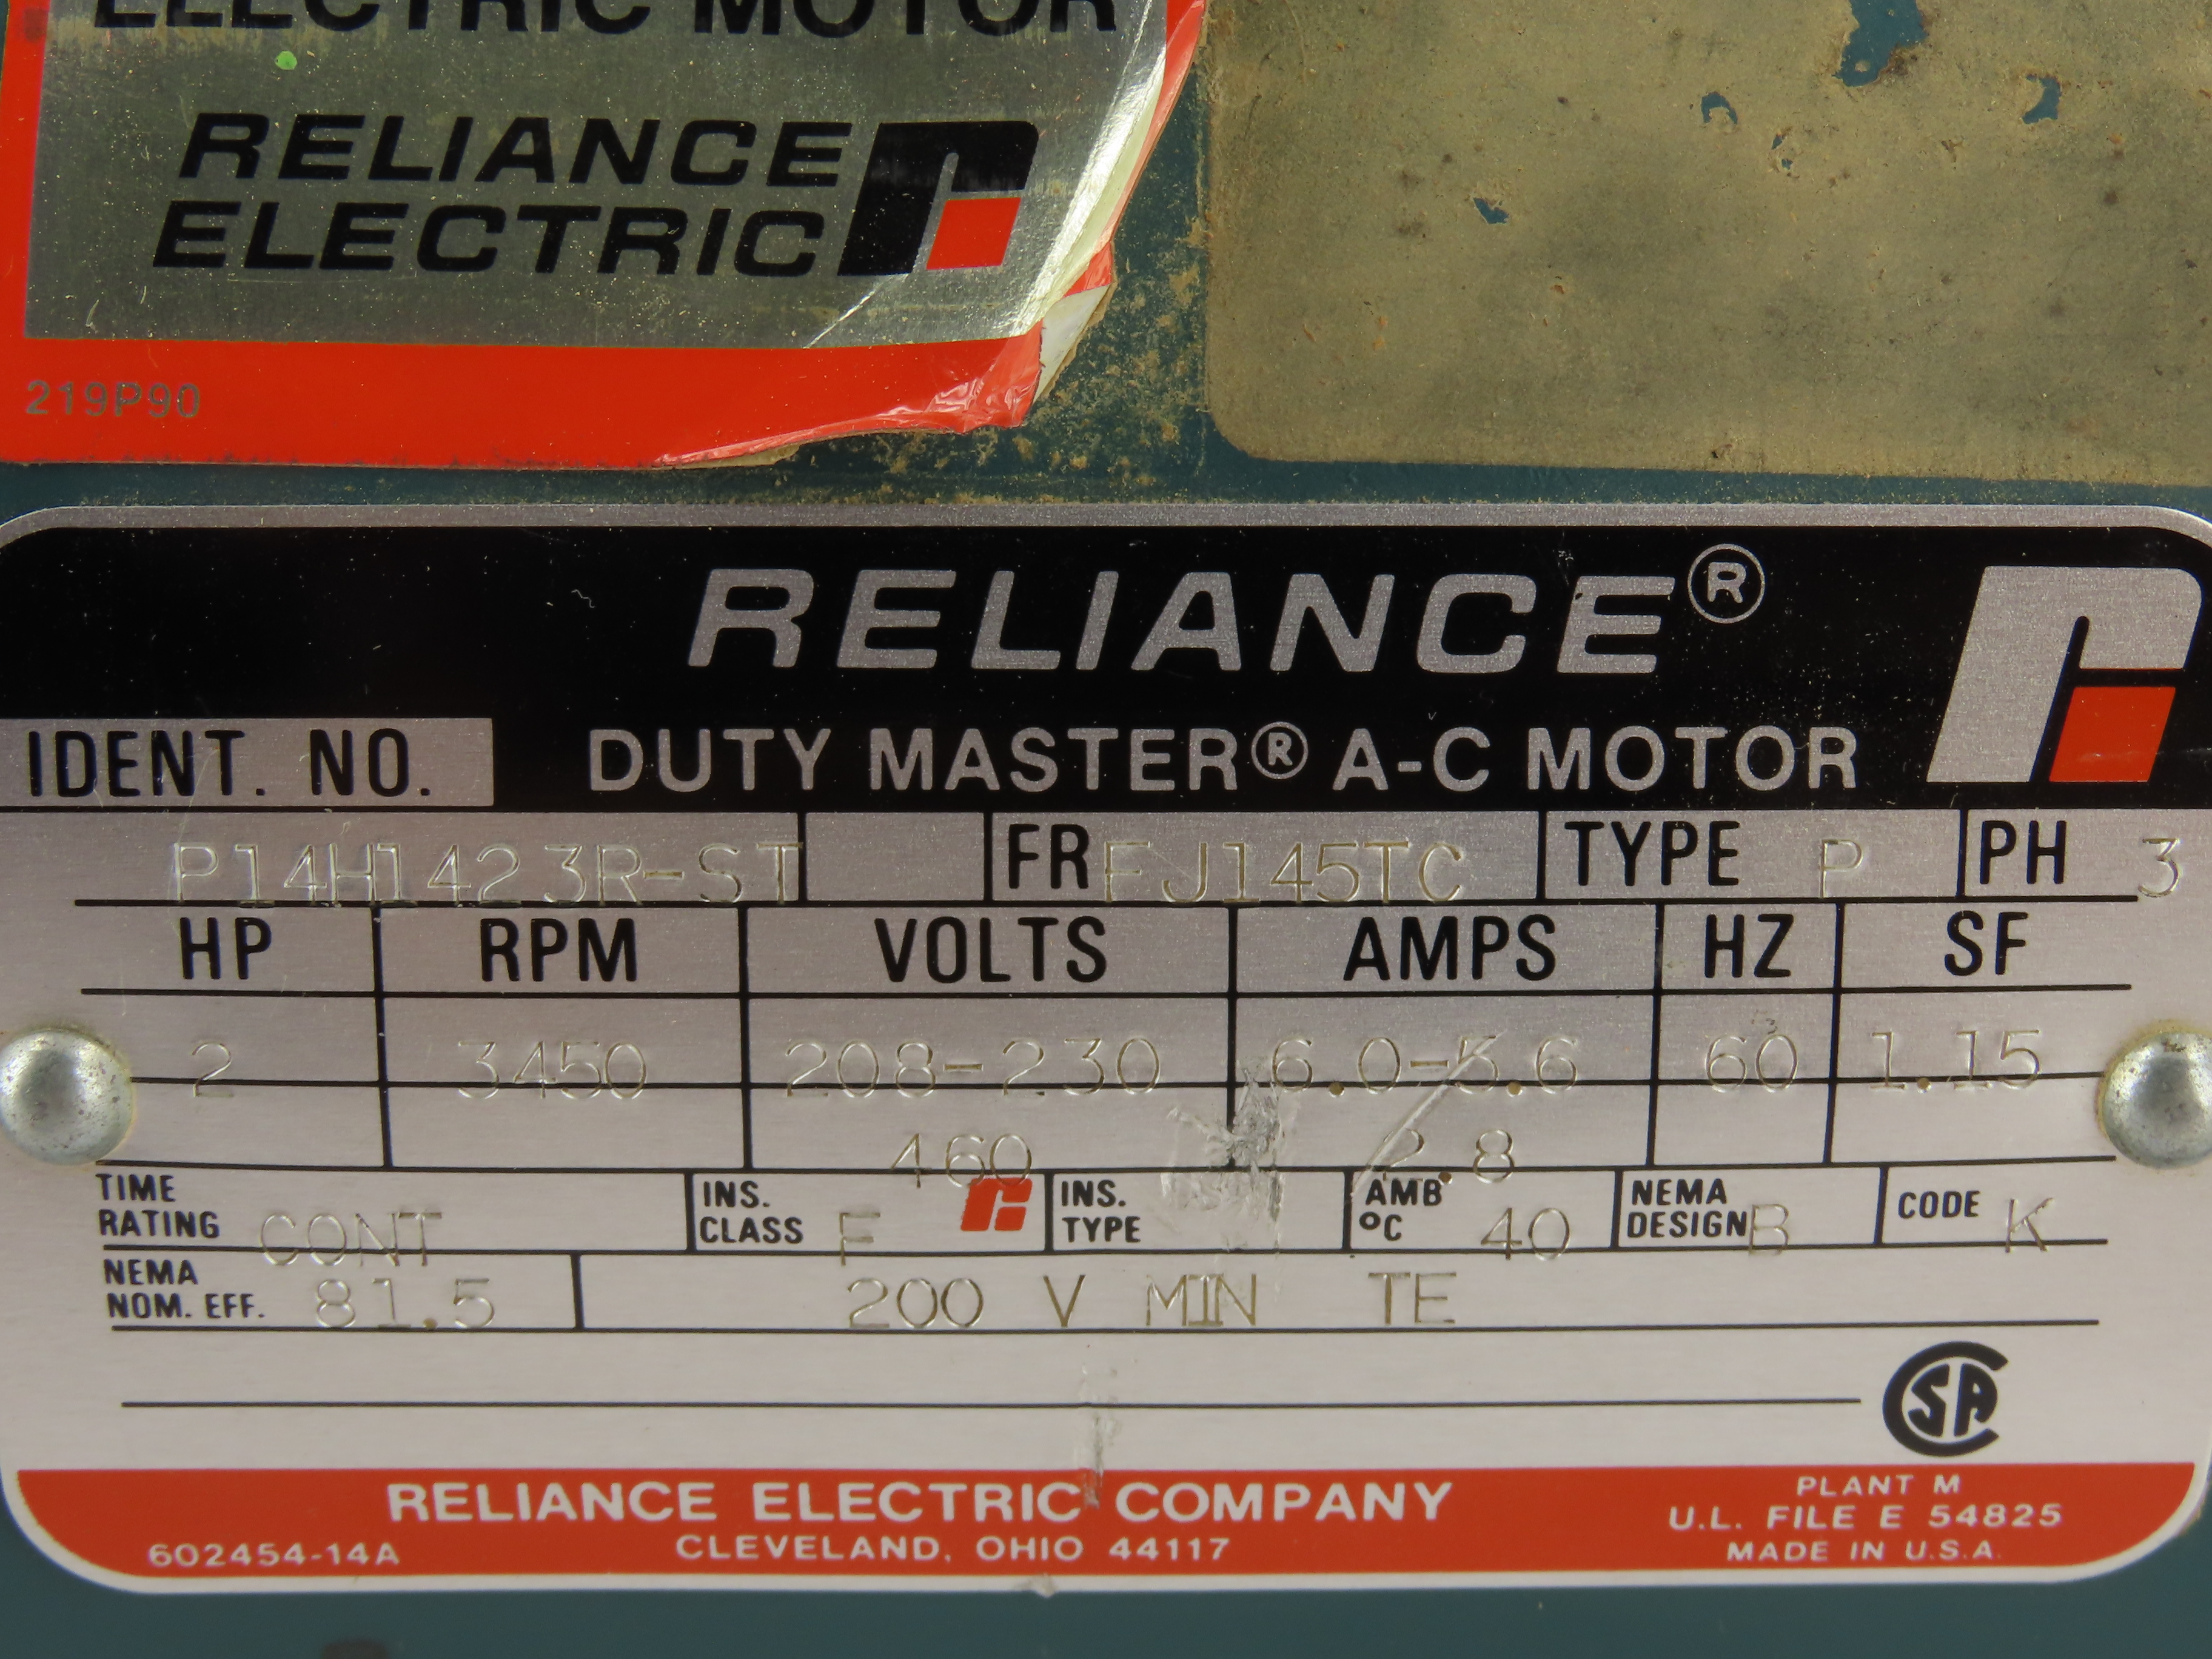 ELECTRIC MOTOR
RELIANCE
ELECTRIC
219P90
RELIANCE®
IDENT. NO. DUTY MASTER® A-C MOTOR
P14H1423R-ST FR FJ145TC TYPE P PH 3
HP RPM VOLTS AMPS HZ SF
2 3450 208-230 6.0-5.6 60 1.15
460 2.8
TIME RATING CONT INS. CLASS F INS. TYPE AMB °C 40 NEMA DESIGN B CODE K
NEMA NOM. EFF. 81.5 200 V MIN TE
CSA
RELIANCE ELECTRIC COMPANY
CLEVELAND, OHIO 44117
602454-14A
PLANT M
U.L. FILE E 54825
MADE IN U.S.A.